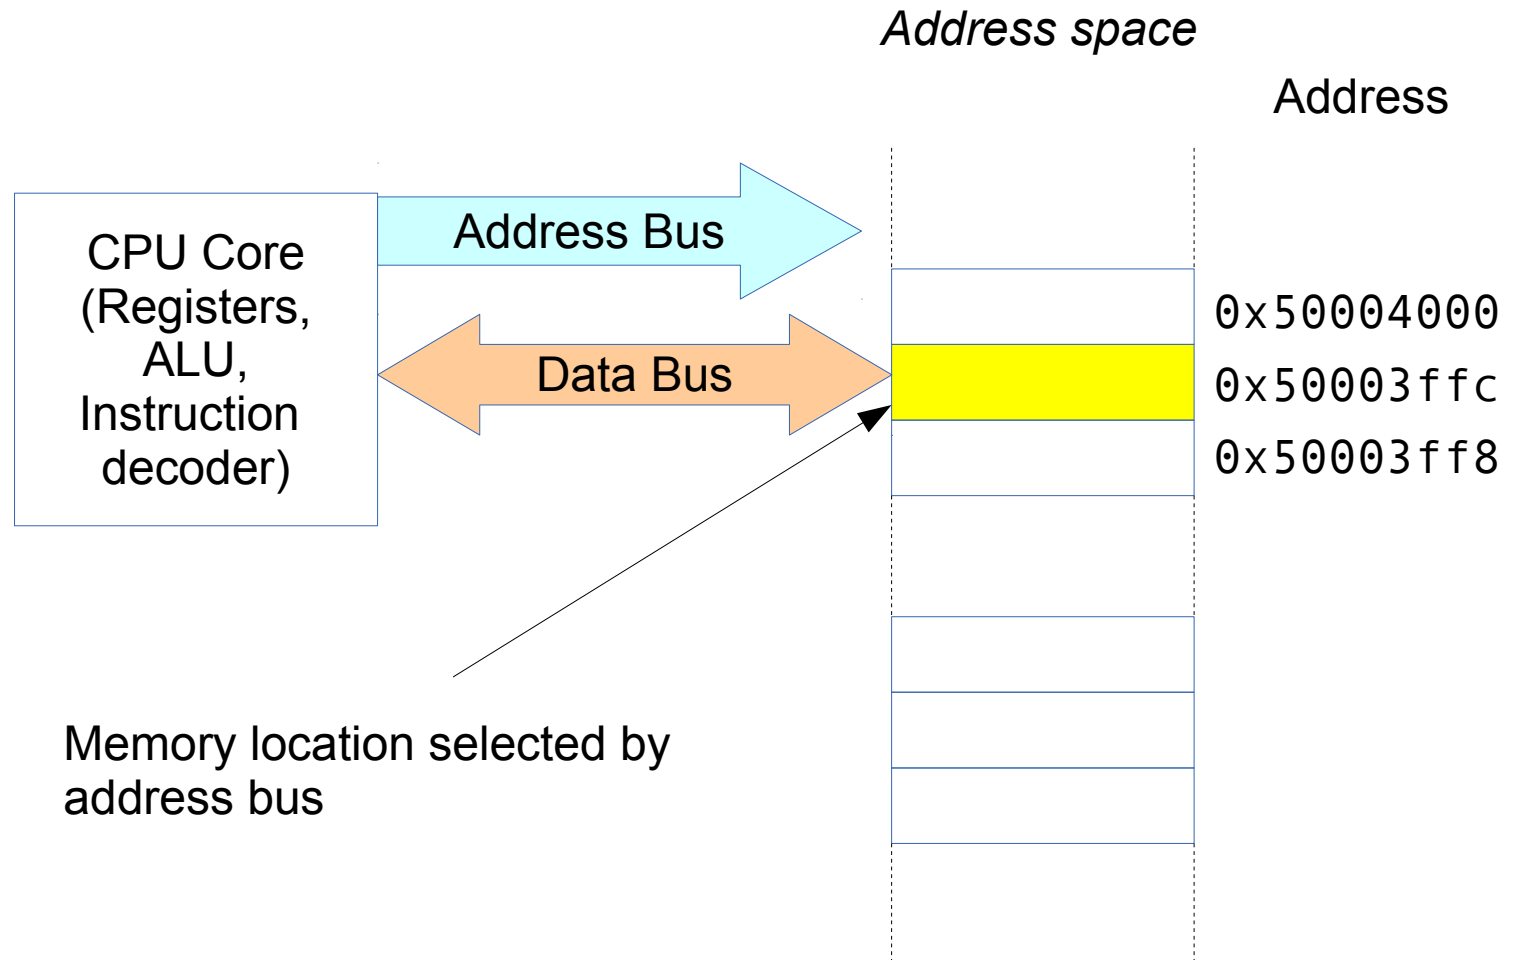 Address space
Address
Address Bus
CPU Core
(Registers,
ALU,
Instruction
decoder)
Data Bus
0x50004000
0x50003ffc
0x50003ff8
Memory location selected by
address bus